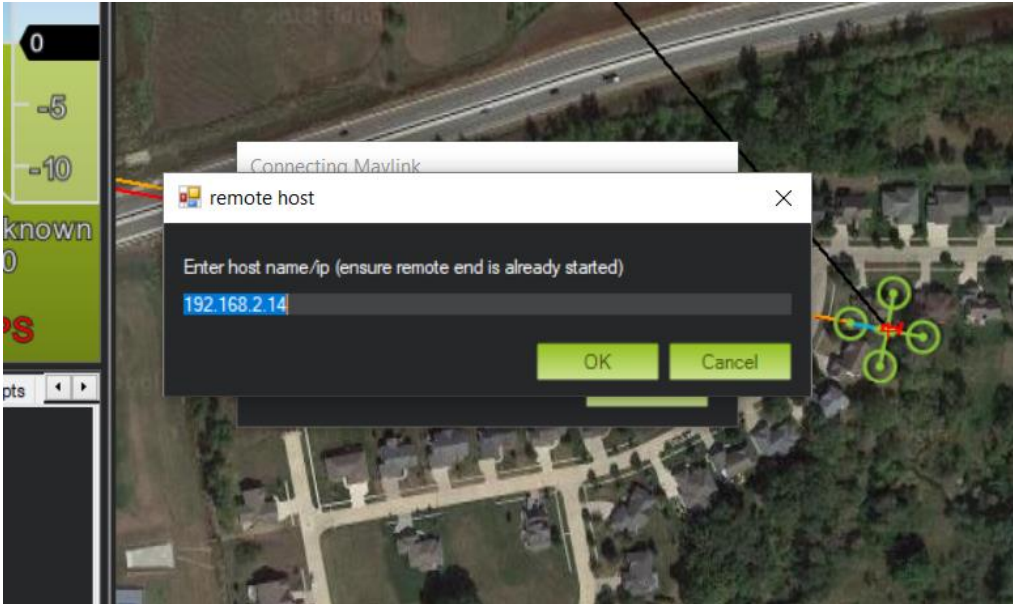 0
-5
-10
known
0
PS
pts
Connecting Mavlink
remote host
Enter host name/ip (ensure remote end is already started)
192.168.2.14
OK Cancel